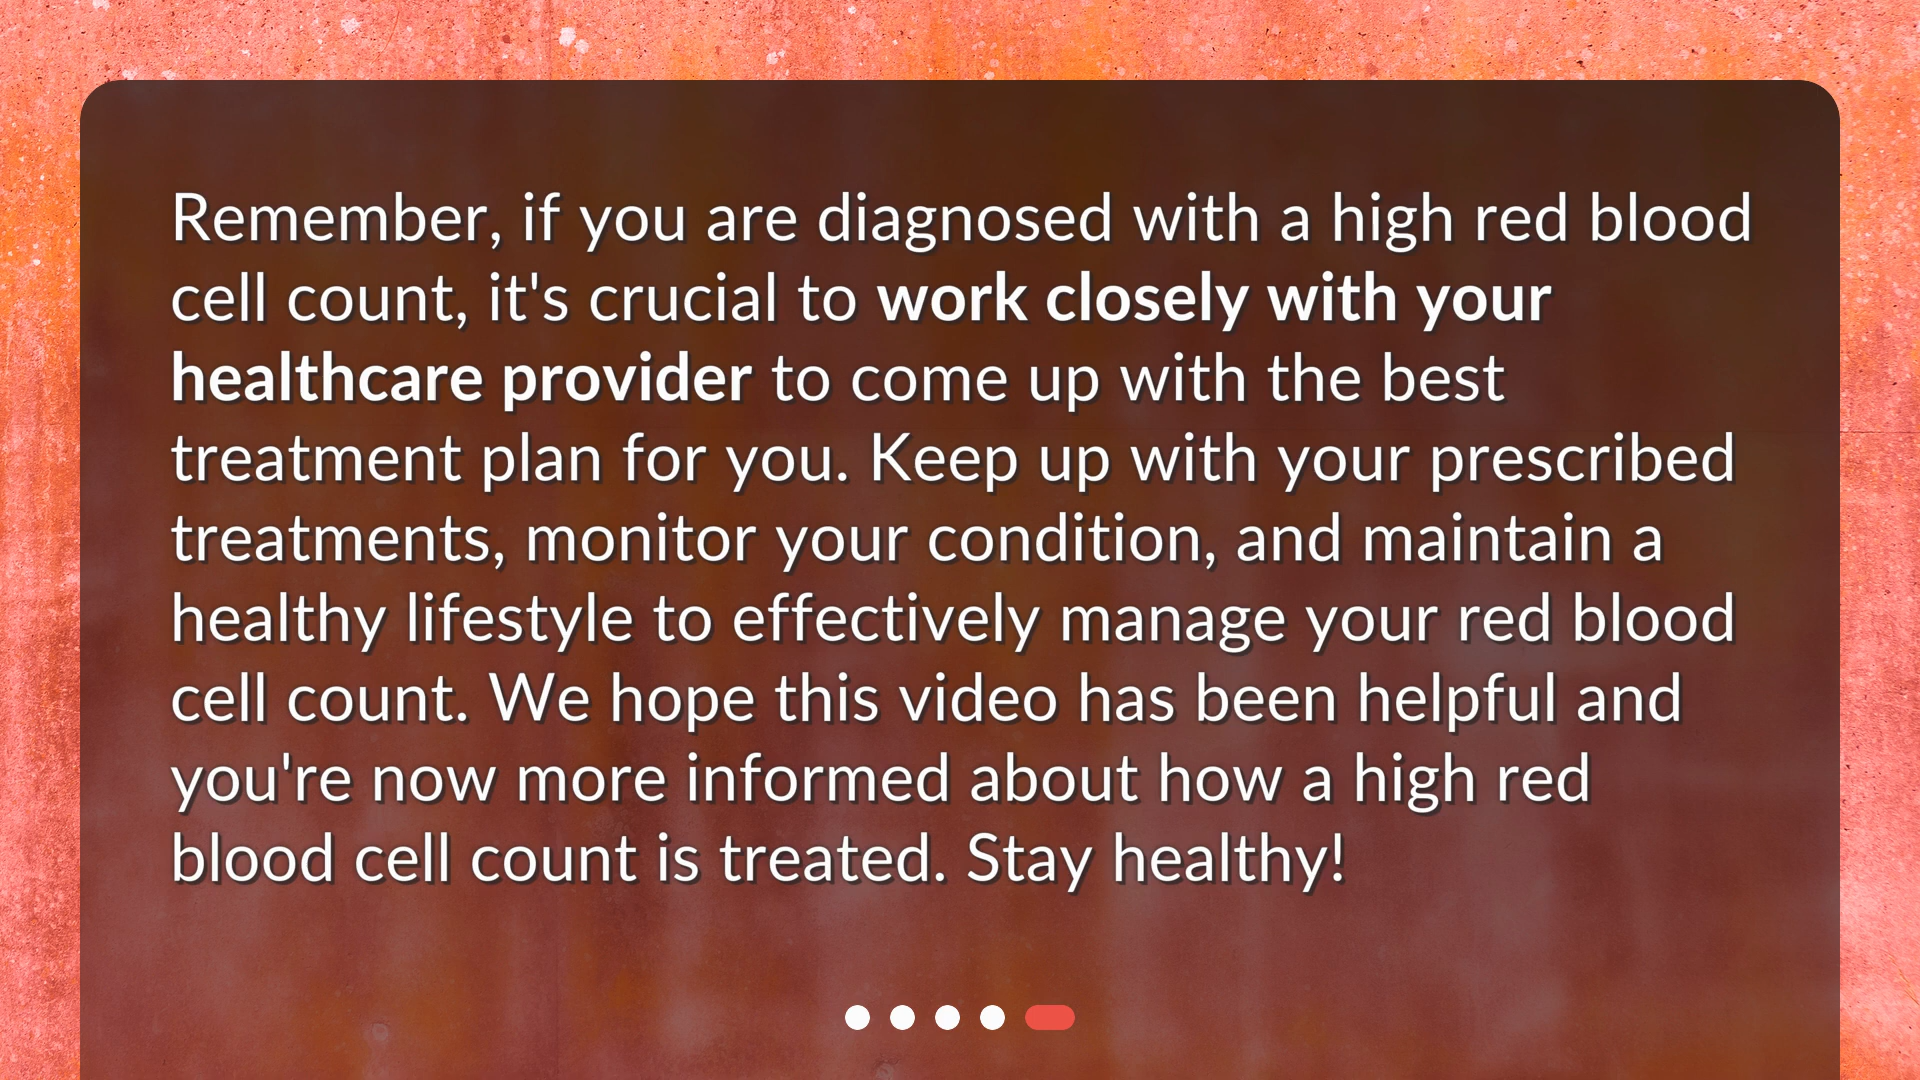 Remember, if you are diagnosed with a high red blood
cell count, it's crucial to work closely with your
healthcare provider to come up with the best
treatment plan for you. Keep up with your prescribed
treatments, monitor your condition, and maintain a
healthy lifestyle to effectively manage your red blood
cell count. We hope this video has been helpful and
you're now more informed about how a high red
blood cell count is treated. Stay healthy!